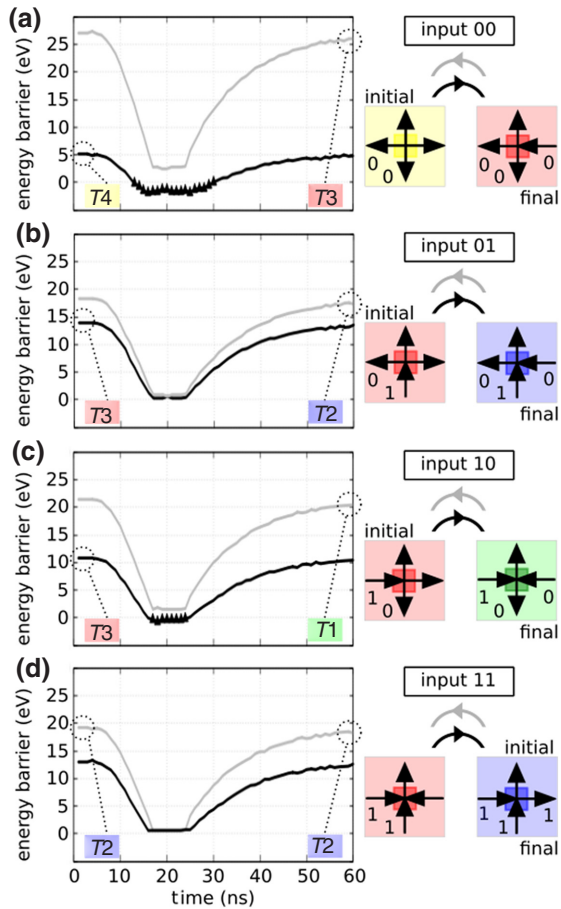 (a)
energy barrier (eV)
25
20
15
10
5
0
T4
T3
input 00
initial
0
0
0
0
final
(b)
energy barrier (eV)
30
25
20
15
10
5
0
T3
T2
input 01
initial
0
1
0
1
0
final
(c)
energy barrier (eV)
30
25
20
15
10
5
0
T3
T1
input 10
initial
1
0
1
0
0
final
(d)
energy barrier (eV)
25
20
15
10
5
0
T2
T2
0 10 20 30 40 50 60
time (ns)
input 11
initial
1
1
1
1
1
final